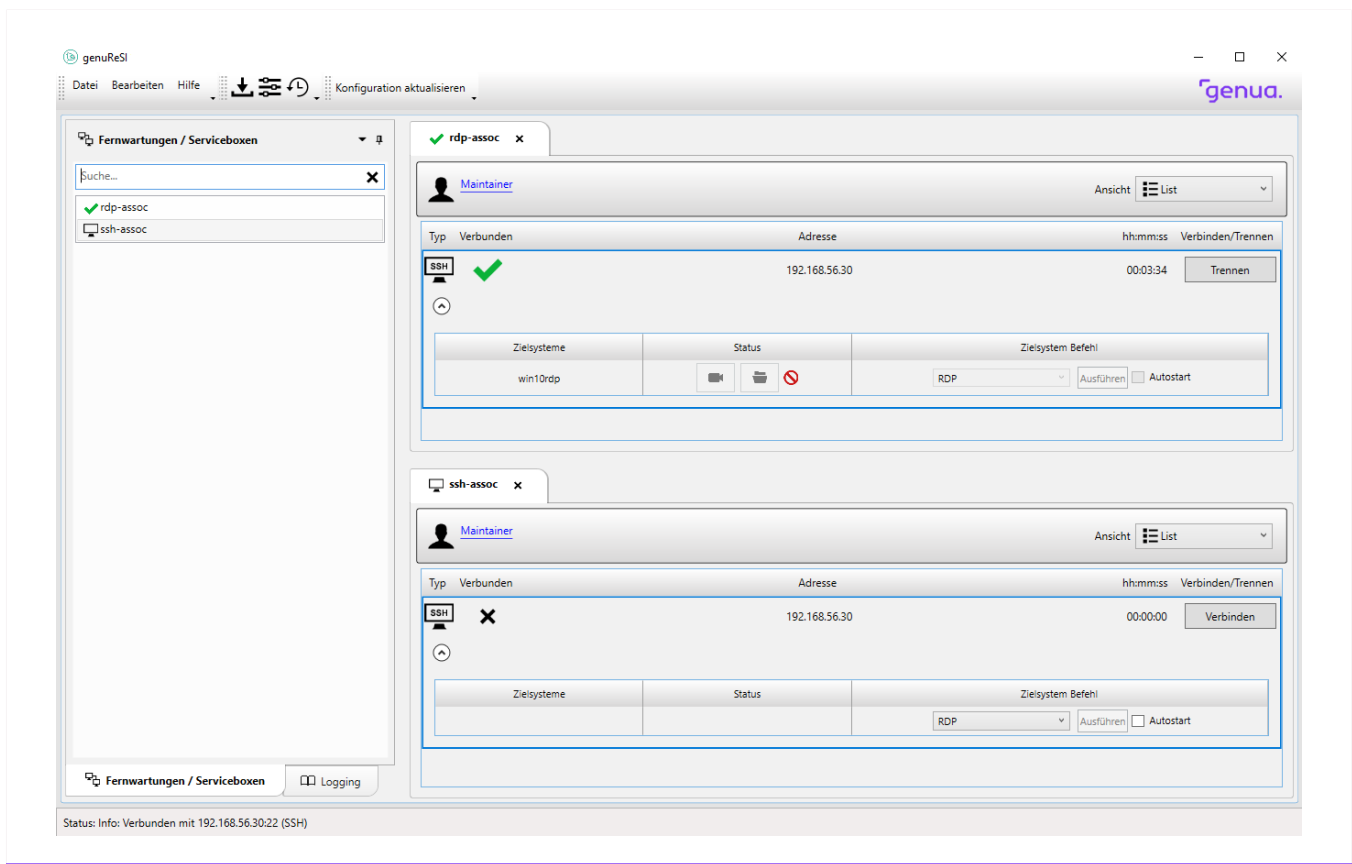 genuReSI
Datei Bearbeiten Hilfe Konfiguration aktualisieren
genua.
Fernwartungen / Serviceboxen
Suche...
rdp-assoc
ssh-assoc
rdp-assoc
Maintainer
Ansicht List
Typ Verbunden Adresse hh:mm:ss Verbinden/Trennen
SSH 192.168.56.30 00:03:34 Trennen
Zielsysteme Status Zielsystem Befehl
win10rdp RDP Ausführen Autostart
ssh-assoc
Maintainer
Ansicht List
Typ Verbunden Adresse hh:mm:ss Verbinden/Trennen
SSH 192.168.56.30 00:00:00 Verbinden
Zielsysteme Status Zielsystem Befehl
RDP Ausführen Autostart
Fernwartungen / Serviceboxen Logging
Status: Info: Verbunden mit 192.168.56.30:22 (SSH)